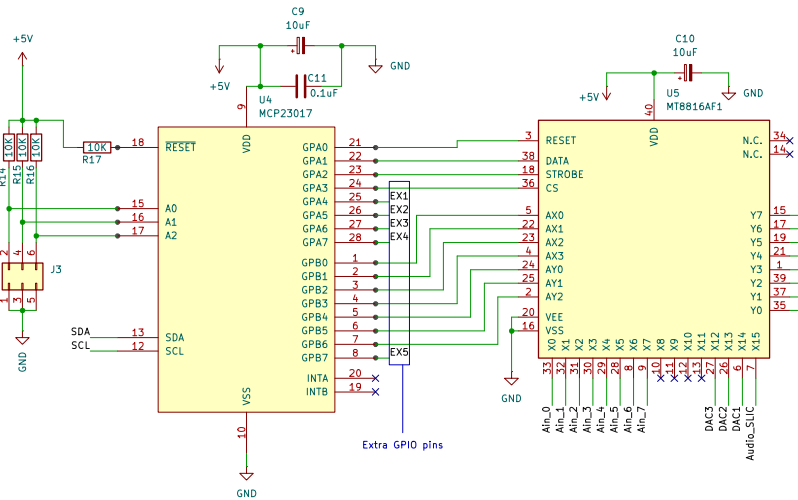 C9
10uF
+5V
GND
+5V
C11
0.1uF
U4
MCP23017
9
VDD
10K
10K
10K
R14
R15
R16
10K
R17
18
RESET
A0
15
A1
16
A2
17
2
4
6
J3
1
3
5
GND
SDA
13
SDA
SCL
12
SCL
GPA0
21
GPA1
22
GPA2
23
GPA3
24
GPA4
25
GPA5
26
GPA6
27
GPA7
28
GPB0
1
GPB1
2
GPB2
3
GPB3
4
GPB4
5
GPB5
6
GPB6
7
GPB7
8
INTA
20
INTB
19
VSS
10
GND
EX1
EX2
EX3
EX4
EX5
Extra GPIO pins
C10
10uF
+5V
GND
U5
MT8816AF1
40
VDD
3
RESET
38
DATA
18
STROBE
36
CS
5
AX0
22
AX1
23
AX2
4
AX3
24
AY0
25
AY1
2
AY2
20
VEE
16
VSS
GND
N.C.
34
N.C.
14
Y7
15
Y6
17
Y5
19
Y4
21
Y3
1
Y2
39
Y1
37
Y0
35
X0
X1
X2
X3
X4
X5
X6
X7
X8
X9
X10
X11
X12
X13
X14
X15
33
32
31
30
29
28
8
9
10
11
12
13
27
26
6
7
Ain_0
Ain_1
Ain_2
Ain_3
Ain_4
Ain_5
Ain_6
Ain_7
DAC3
DAC2
DAC1
Audio_SLIC